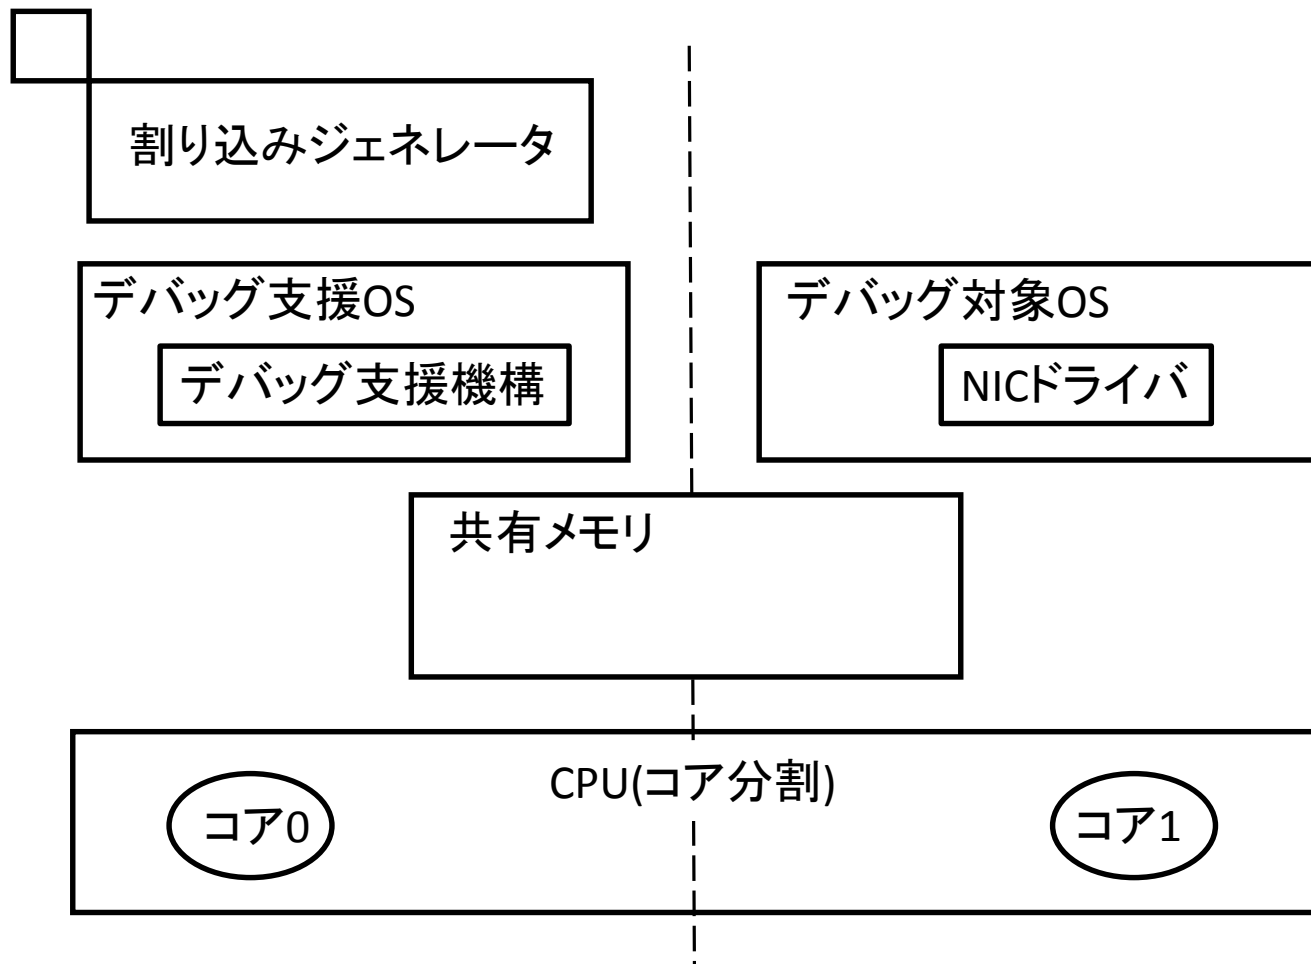 割り込みジェネレータ
デバッグ支援OS
デバッグ支援機構
デバッグ対象OS
NICドライバ
共有メモリ
CPU(コア分割)
コア0
コア1